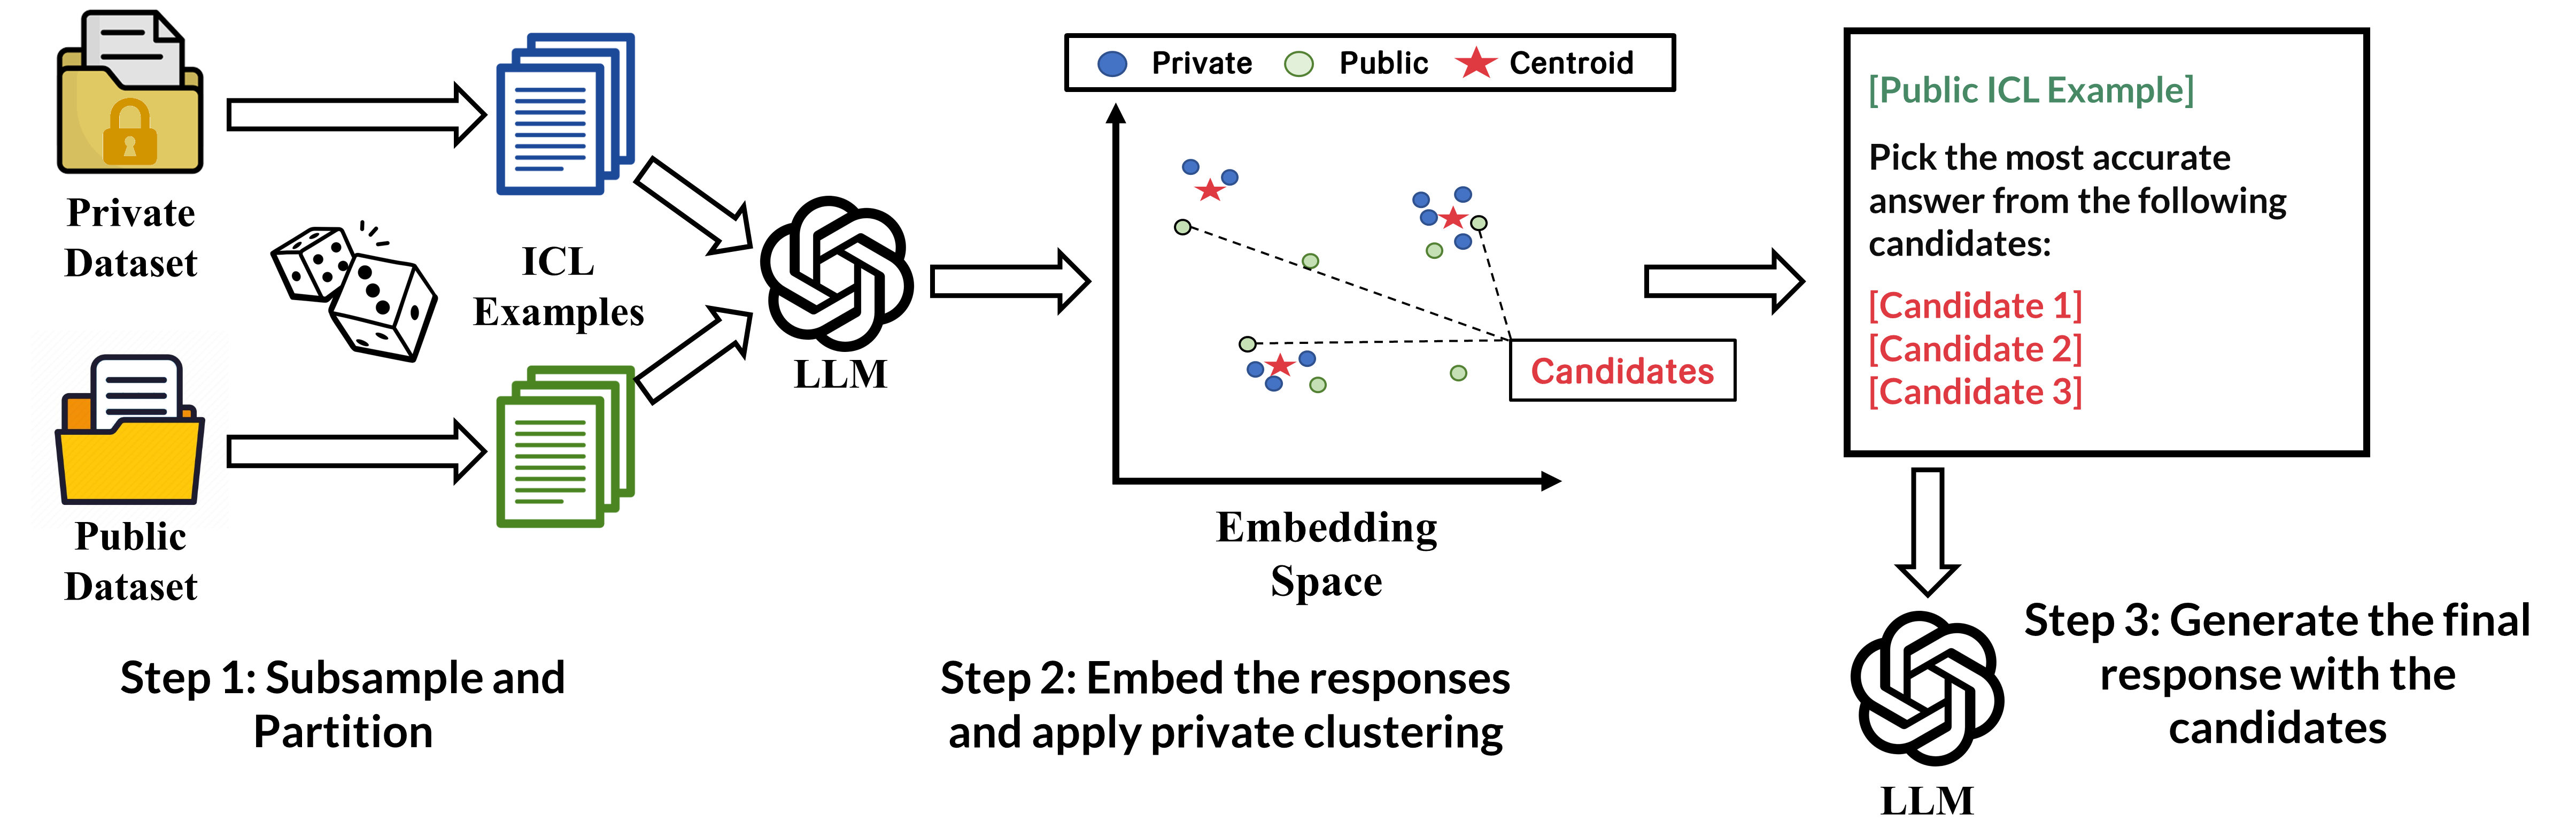 Private
Dataset
ICL
Examples
Public
Dataset
LLM
Step 1: Subsample and
Partition
Private
Public
Centroid
Candidates
Embedding
Space
Step 2: Embed the responses
and apply private clustering
[Public ICL Example]
Pick the most accurate
answer from the following
candidates:
[Candidate 1]
[Candidate 2]
[Candidate 3]
LLM
Step 3: Generate the final
response with the
candidates